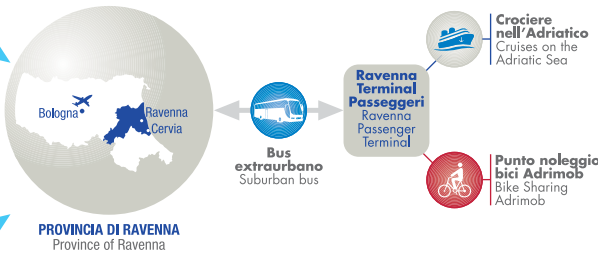 Bologna
Ravenna
Cervia
PROVINCIA DI RAVENNA
Province of Ravenna
Bus
extraurbano
Suburban bus
Ravenna
Terminal
Passeggeri
Ravenna
Passenger
Terminal
Crociere
nell'Adriatico
Cruises on the
Adriatic Sea
Punto noleggio
bici Adrimob
Bike Sharing
Adrimob